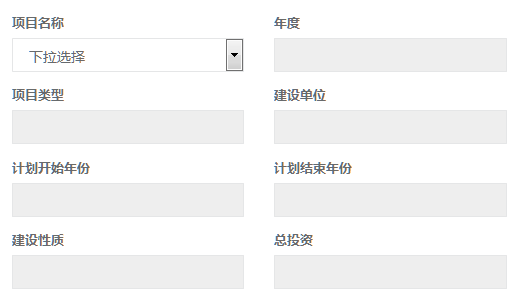 项目名称
年度
下拉选择
项目类型
建设单位
计划开始年份
计划结束年份
建设性质
总投资